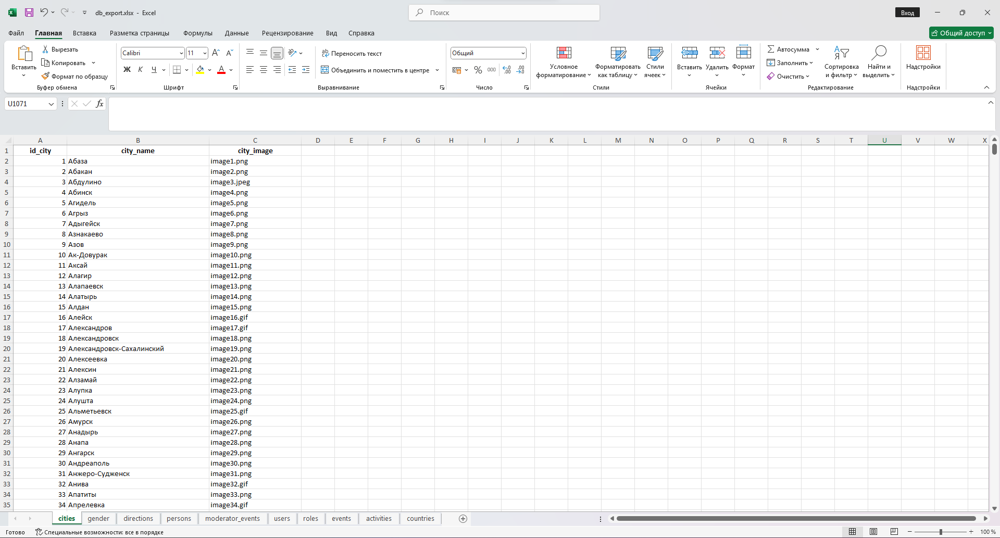 db_export.xlsx - Excel
Поиск
Вход
Файл Главная Вставка Разметка страницы Формулы Данные Рецензирование Вид Справка
Общий доступ
Вставить
Вырезать
Копировать
Формат по образцу
Буфер обмена
Calibri 11
Ж К Ч
Шрифт
Переносить текст
Объединить и поместить в центре
Выравнивание
Общий
% 000
Число
Условное форматирование
Форматировать как таблицу
Стили ячеек
Стили
Вставить Удалить Формат
Ячейки
Автосумма
Заполнить
Очистить
Сортировка и фильтр
Найти и выделить
Редактирование
Надстройки
Надстройки
U1071
fx
A B C D E F G H I J K L M N O P Q R S T U V W X
1 id_city city_name city_image
2 1 Абаза image1.png
3 2 Абакан image2.png
4 3 Абдулино image3.jpeg
5 4 Абинск image4.png
6 5 Агидель image5.png
7 6 Агрыз image6.png
8 7 Адыгейск image7.png
9 8 Азнакаево image8.png
10 9 Азов image9.png
11 10 Ак-Довурак image10.png
12 11 Аксай image11.png
13 12 Алагир image12.png
14 13 Алапаевск image13.png
15 14 Алатырь image14.png
16 15 Алдан image15.png
17 16 Алейск image16.gif
18 17 Александров image17.gif
19 18 Александровск image18.png
20 19 Александровск-Сахалинский image19.png
21 20 Алексеевка image20.png
22 21 Алексин image21.png
23 22 Алзамай image22.png
24 23 Алупка image23.png
25 24 Алушта image24.png
26 25 Альметьевск image25.gif
27 26 Амурск image26.png
28 27 Анадырь image27.png
29 28 Анапа image28.png
30 29 Ангарск image29.png
31 30 Андреаполь image30.png
32 31 Анжеро-Судженск image31.png
33 32 Анива image32.gif
34 33 Апатиты image33.png
35 34 Апрелевка image34.gif
cities gender directions persons moderator_events users roles events activities countries
Готово Специальные возможности: все в порядке
100 %